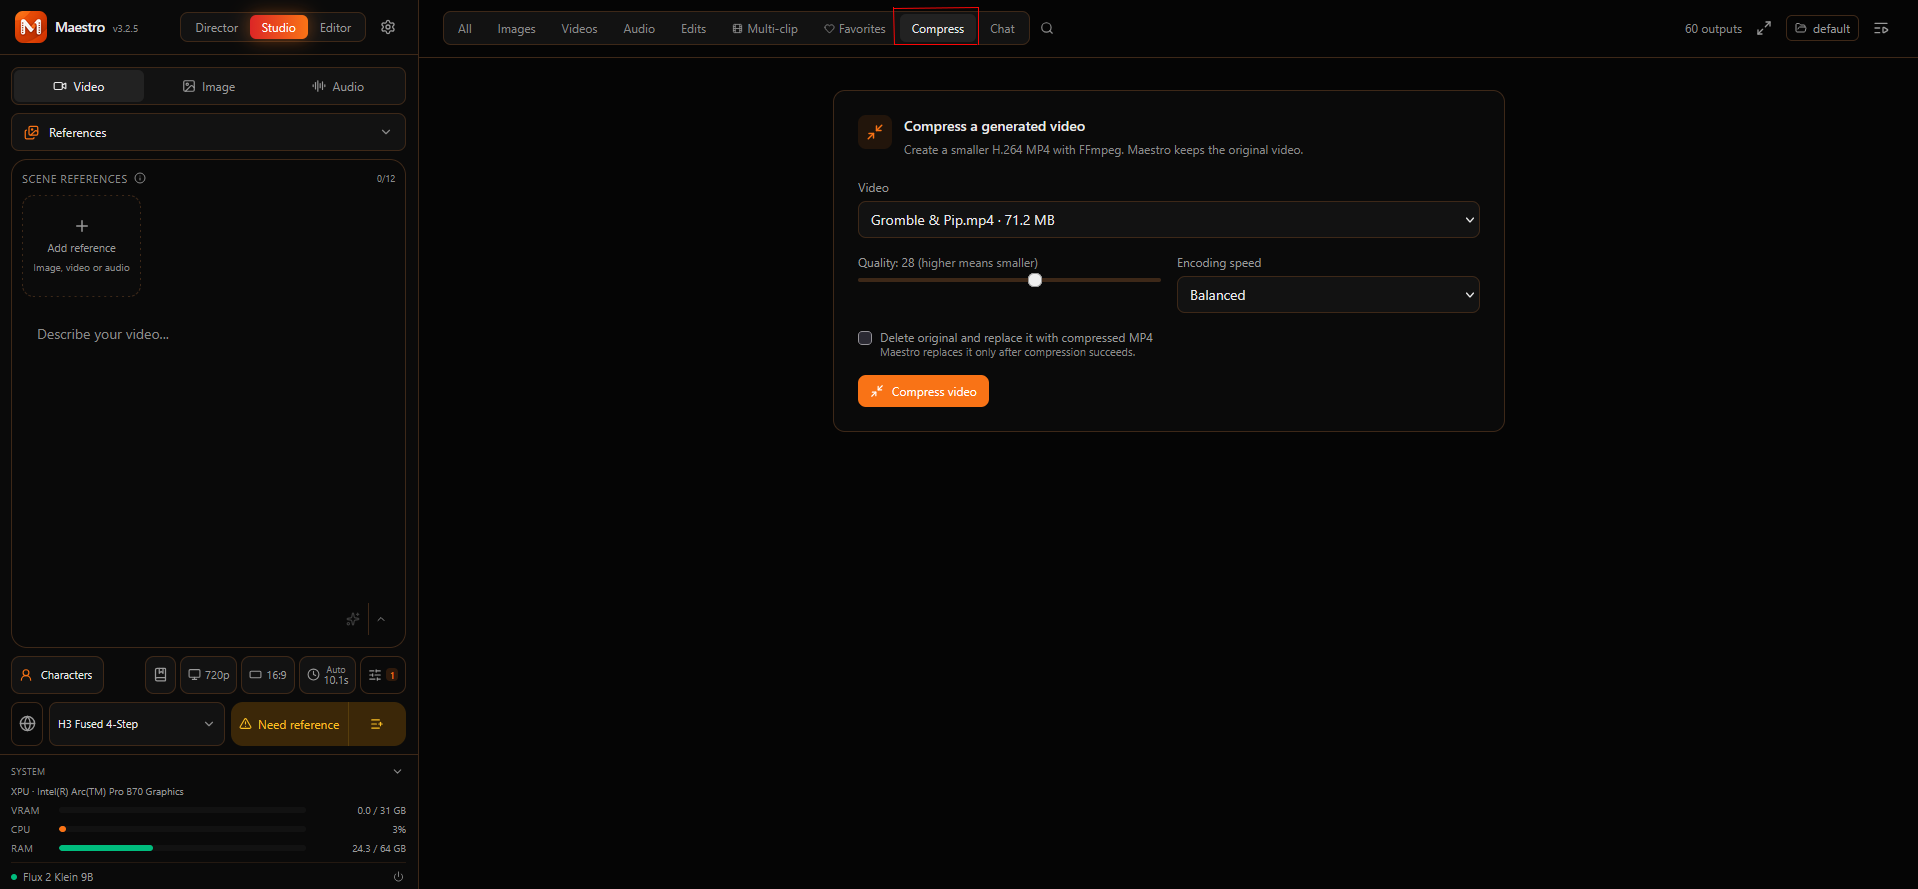 Maestro v3.2.5
Director Studio Editor
All Images Videos Audio Edits Multi-clip Favorites Compress Chat
60 outputs default
Video Image Audio
References
SCENE REFERENCES 0/12
Add reference
Image, video or audio
Describe your video...
Characters 720p 16:9 Auto 10.1s 1
H3 Fused 4-Step Need reference
SYSTEM
XPU · Intel(R) Arc(TM) Pro B70 Graphics
VRAM 0.0 / 31 GB
CPU 3%
RAM 24.3 / 64 GB
Flux 2 Klein 9B
Compress a generated video
Create a smaller H.264 MP4 with FFmpeg. Maestro keeps the original video.
Video
Gromble & Pip.mp4 · 71.2 MB
Quality: 28 (higher means smaller) Encoding speed
Balanced
Delete original and replace it with compressed MP4
Maestro replaces it only after compression succeeds.
Compress video